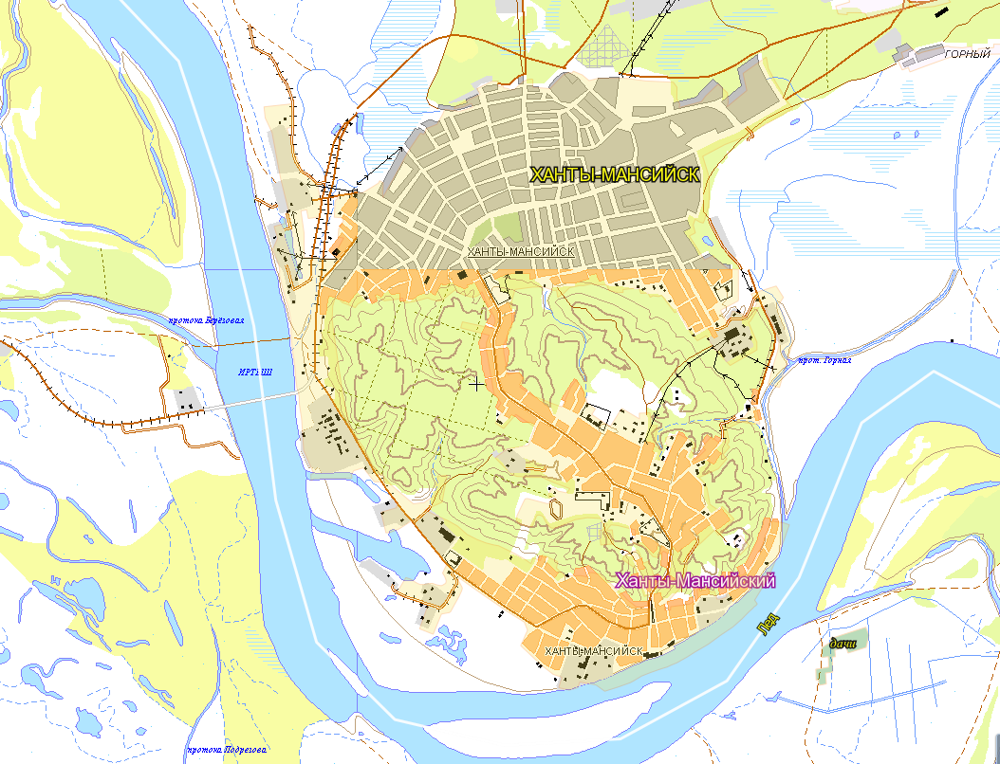 ГОРНЫЙ
ХАНТЫ-МАНСИЙСК
ХАНТЫ-МАНСИЙСК
протока Берёзовая
прот. Горная
ИРТЫШ
Ханты-Мансийский
Лед
дачи
ХАНТЫ-МАНСИЙСК
протока Подрезова